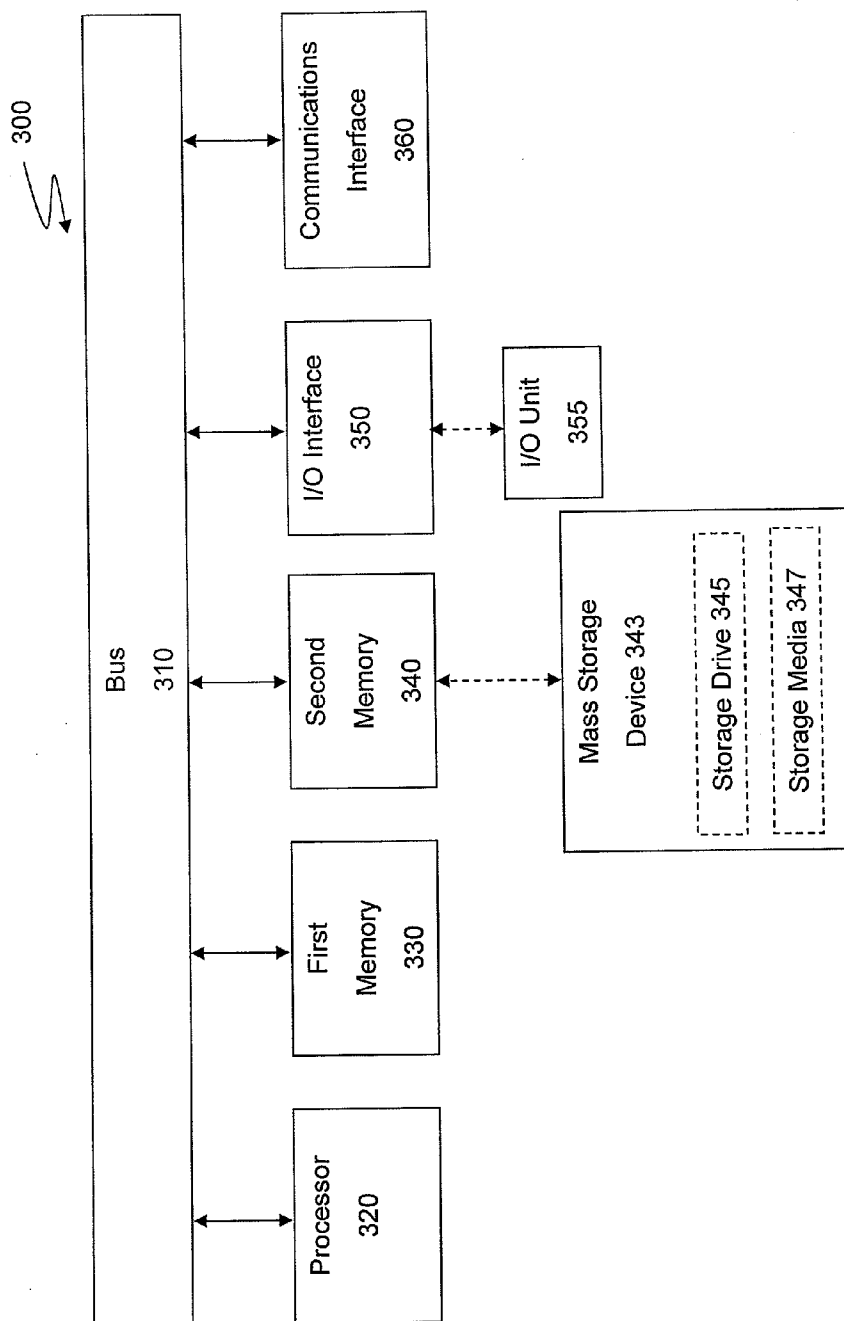 300
Bus
310
Processor
320
First
Memory
330
Second
Memory
340
I/O Interface
350
Communications
Interface
360
Mass Storage
Device 343
Storage Drive 345
Storage Media 347
I/O Unit
355